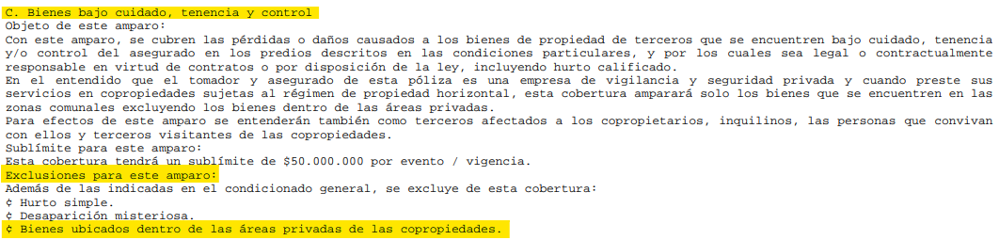 C. Bienes bajo cuidado, tenencia y control
Objeto de este amparo:
Con este amparo, se cubren las pérdidas o daños causados a los bienes de propiedad de terceros que se encuentren bajo cuidado, tenencia
y/o control del asegurado en los predios descritos en las condiciones particulares, y por los cuales sea legal o contractualmente
responsable en virtud de contratos o por disposición de la ley, incluyendo hurto calificado.
En el entendido que el tomador y asegurado de esta póliza es una empresa de vigilancia y seguridad privada y cuando preste sus
servicios en copropiedades sujetas al régimen de propiedad horizontal, esta cobertura amparará solo los bienes que se encuentren en las
zonas comunales excluyendo los bienes dentro de las áreas privadas.
Para efectos de este amparo se entenderán también como terceros afectados a los copropietarios, inquilinos, las personas que convivan
con ellos y terceros visitantes de las copropiedades.
Sublímite para este amparo:
Esta cobertura tendrá un sublímite de $50.000.000 por evento / vigencia.
Exclusiones para este amparo:
Además de las indicadas en el condicionado general, se excluye de esta cobertura:
¢ Hurto simple.
¢ Desaparición misteriosa.
¢ Bienes ubicados dentro de las áreas privadas de las copropiedades.